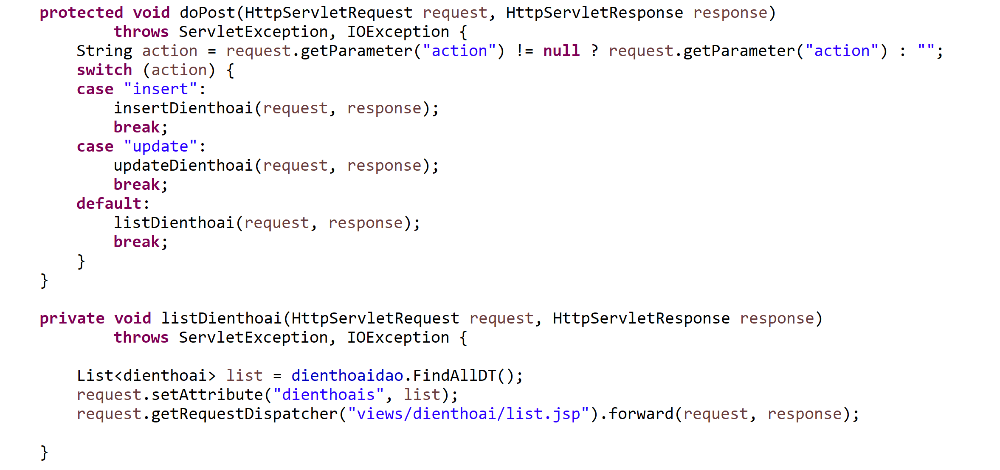 protected void doPost(HttpServletRequest request, HttpServletResponse response)
throws ServletException, IOException {
String action = request.getParameter("action") != null ? request.getParameter("action") : "";
switch (action) {
case "insert":
insertDienthoai(request, response);
break;
case "update":
updateDienthoai(request, response);
break;
default:
listDienthoai(request, response);
break;
}
}
private void listDienthoai(HttpServletRequest request, HttpServletResponse response)
throws ServletException, IOException {
List<dienthoai> list = dienthoaidao.FindAllDT();
request.setAttribute("dienthoais", list);
request.getRequestDispatcher("views/dienthoai/list.jsp").forward(request, response);
}